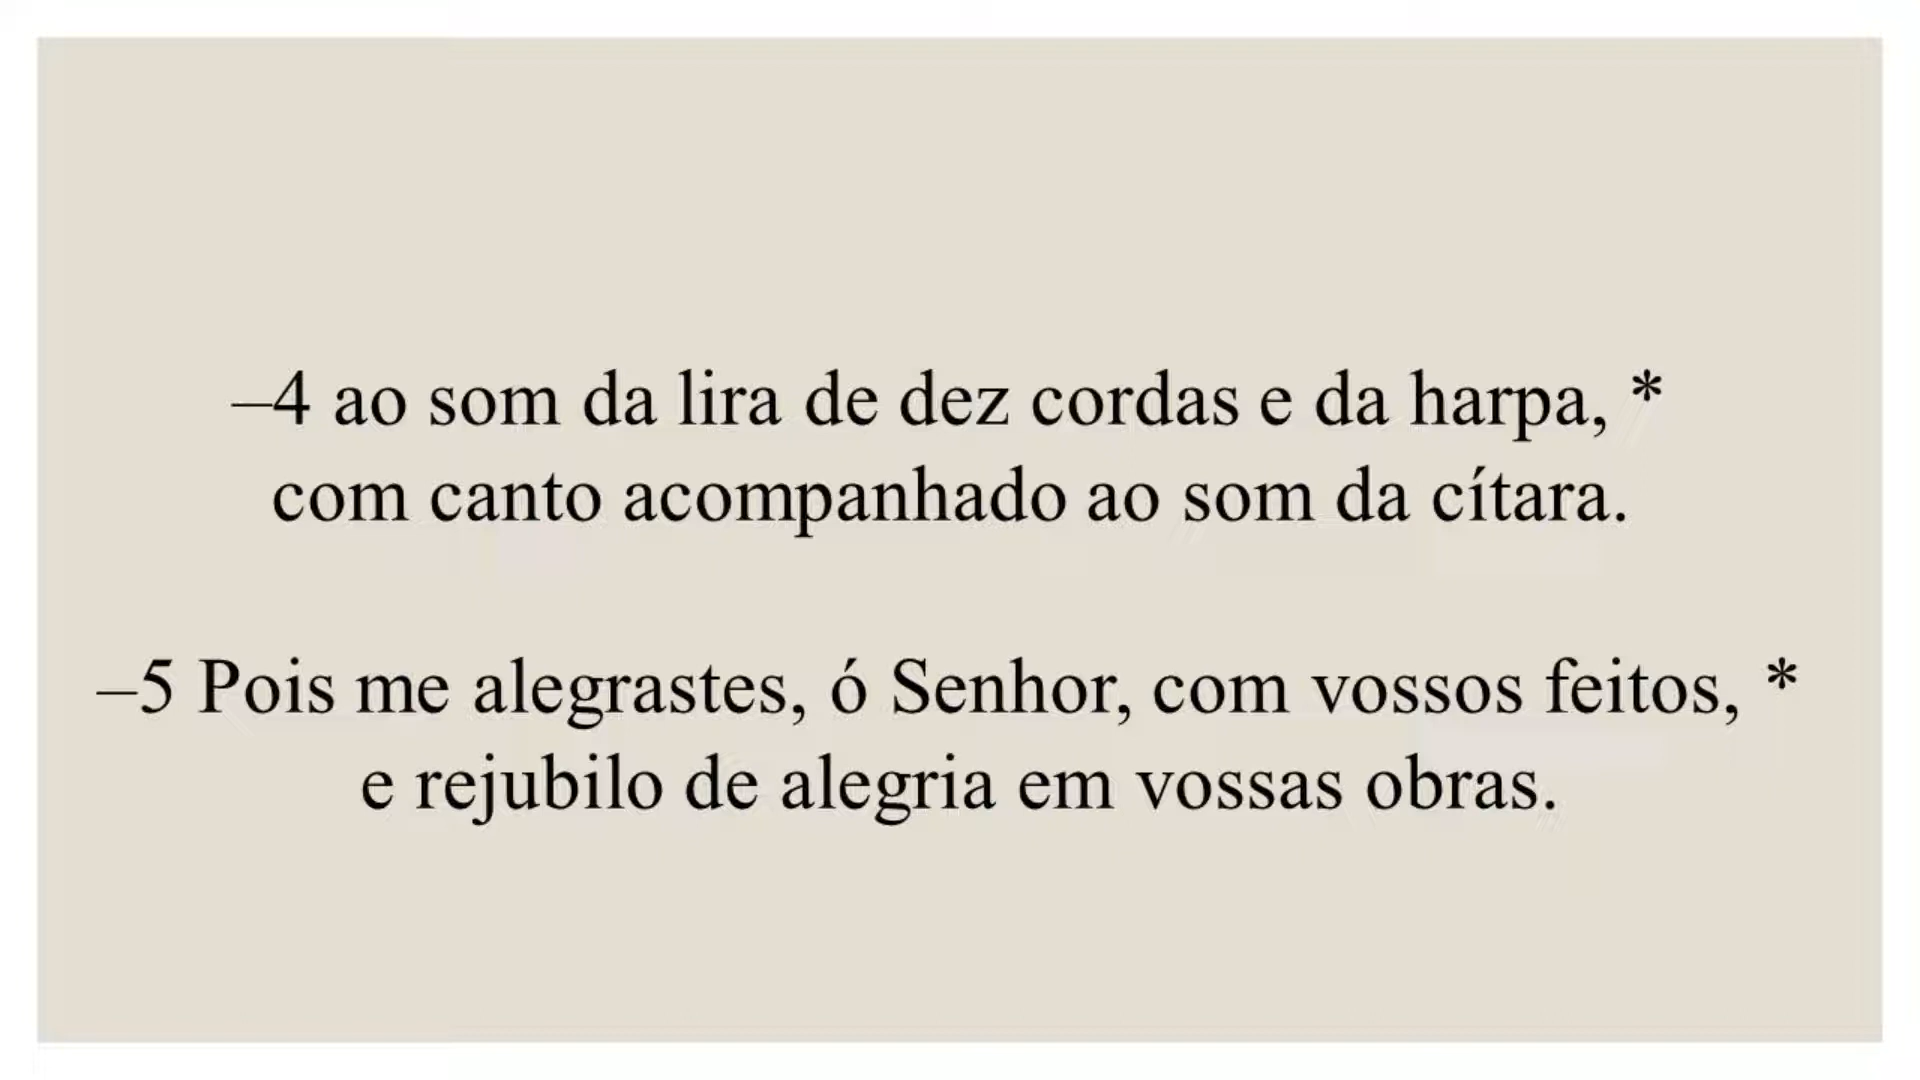 –4 ao som da lira de dez cordas e da harpa, *
com canto acompanhado ao som da cítara.
–5 Pois me alegrastes, ó Senhor, com vossos feitos, *
e rejubilo de alegria em vossas obras.